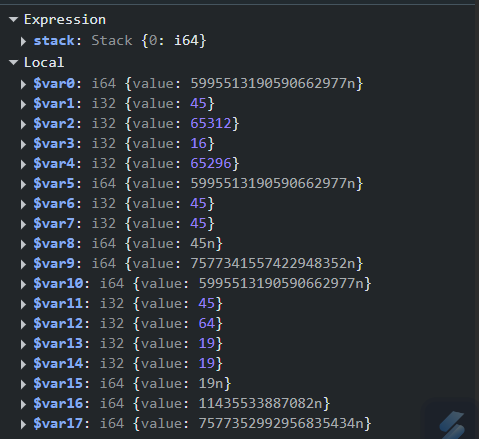 Expression
stack: Stack {0: i64}
Local
$var0: i64 {value: 5995513190590662977n}
$var1: i32 {value: 45}
$var2: i32 {value: 65312}
$var3: i32 {value: 16}
$var4: i32 {value: 65296}
$var5: i64 {value: 5995513190590662977n}
$var6: i32 {value: 45}
$var7: i32 {value: 45}
$var8: i64 {value: 45n}
$var9: i64 {value: 7577341557422948352n}
$var10: i64 {value: 5995513190590662977n}
$var11: i32 {value: 45}
$var12: i32 {value: 64}
$var13: i32 {value: 19}
$var14: i32 {value: 19}
$var15: i64 {value: 19n}
$var16: i64 {value: 11435533887082n}
$var17: i64 {value: 7577352992956835434n}